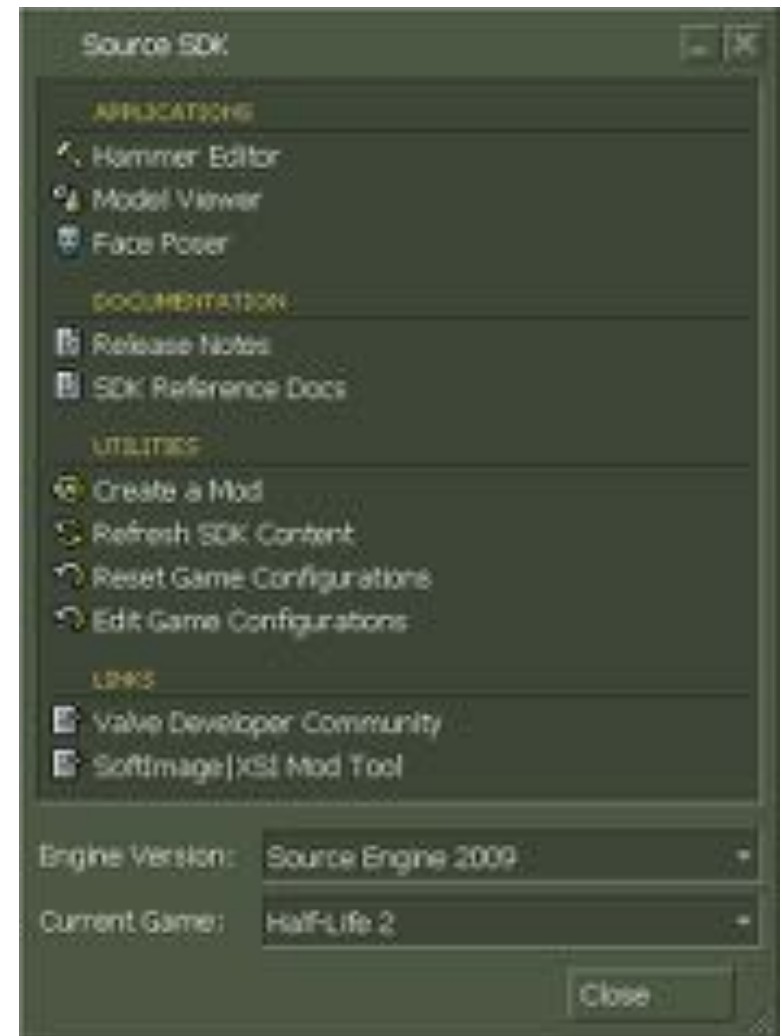 Source SDK
APPLICATIONS
Hammer Editor
Model Viewer
Face Poser
DOCUMENTATION
Release Notes
SDK Reference Docs
UTILITIES
Create a Mod
Refresh SDK Content
Reset Game Configurations
Edit Game Configurations
LINKS
Valve Developer Community
SoftImage|XSI Mod Tool
Engine Version: Source Engine 2009
Current Game: Half-Life 2
Close